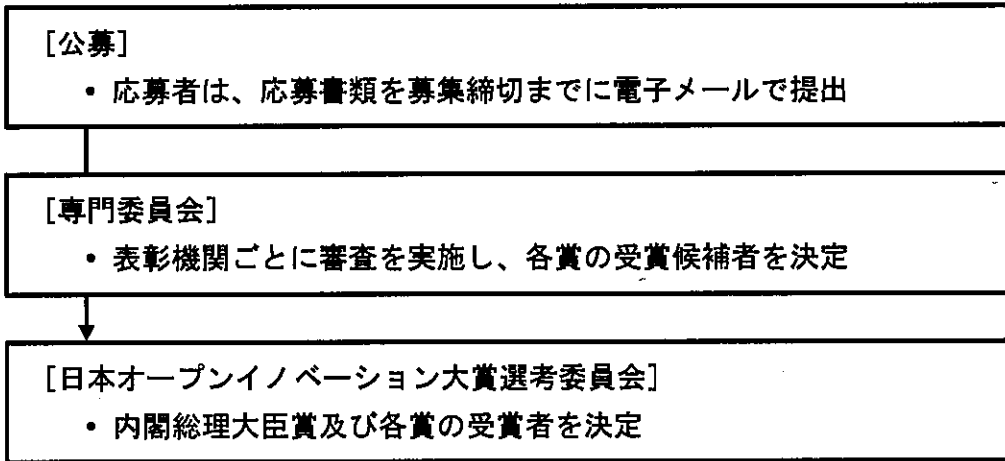 [公募]
• 応募者は、応募書類を募集締切までに電子メールで提出
[専門委員会]
• 表彰機関ごとに審査を実施し、各賞の受賞候補者を決定
[日本オープンイノベーション大賞選考委員会]
• 内閣総理大臣賞及び各賞の受賞者を決定